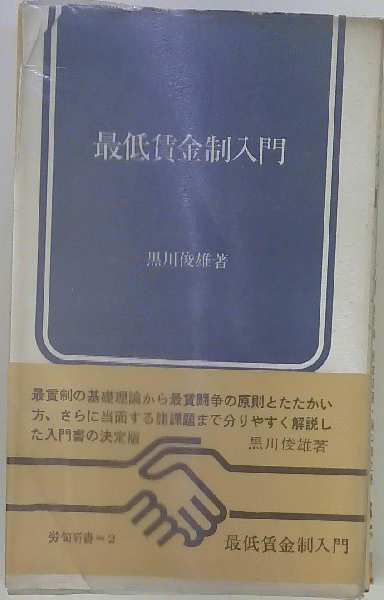 最低賃金制入門
黒川俊雄著
最賃制の基礎理論から最賃闘争の原則とたたかい
方、さらに当面する諸課題まで分りやすく解説し
た入門書の決定版
黒川俊雄著
労旬新書=2
最低賃金制入門